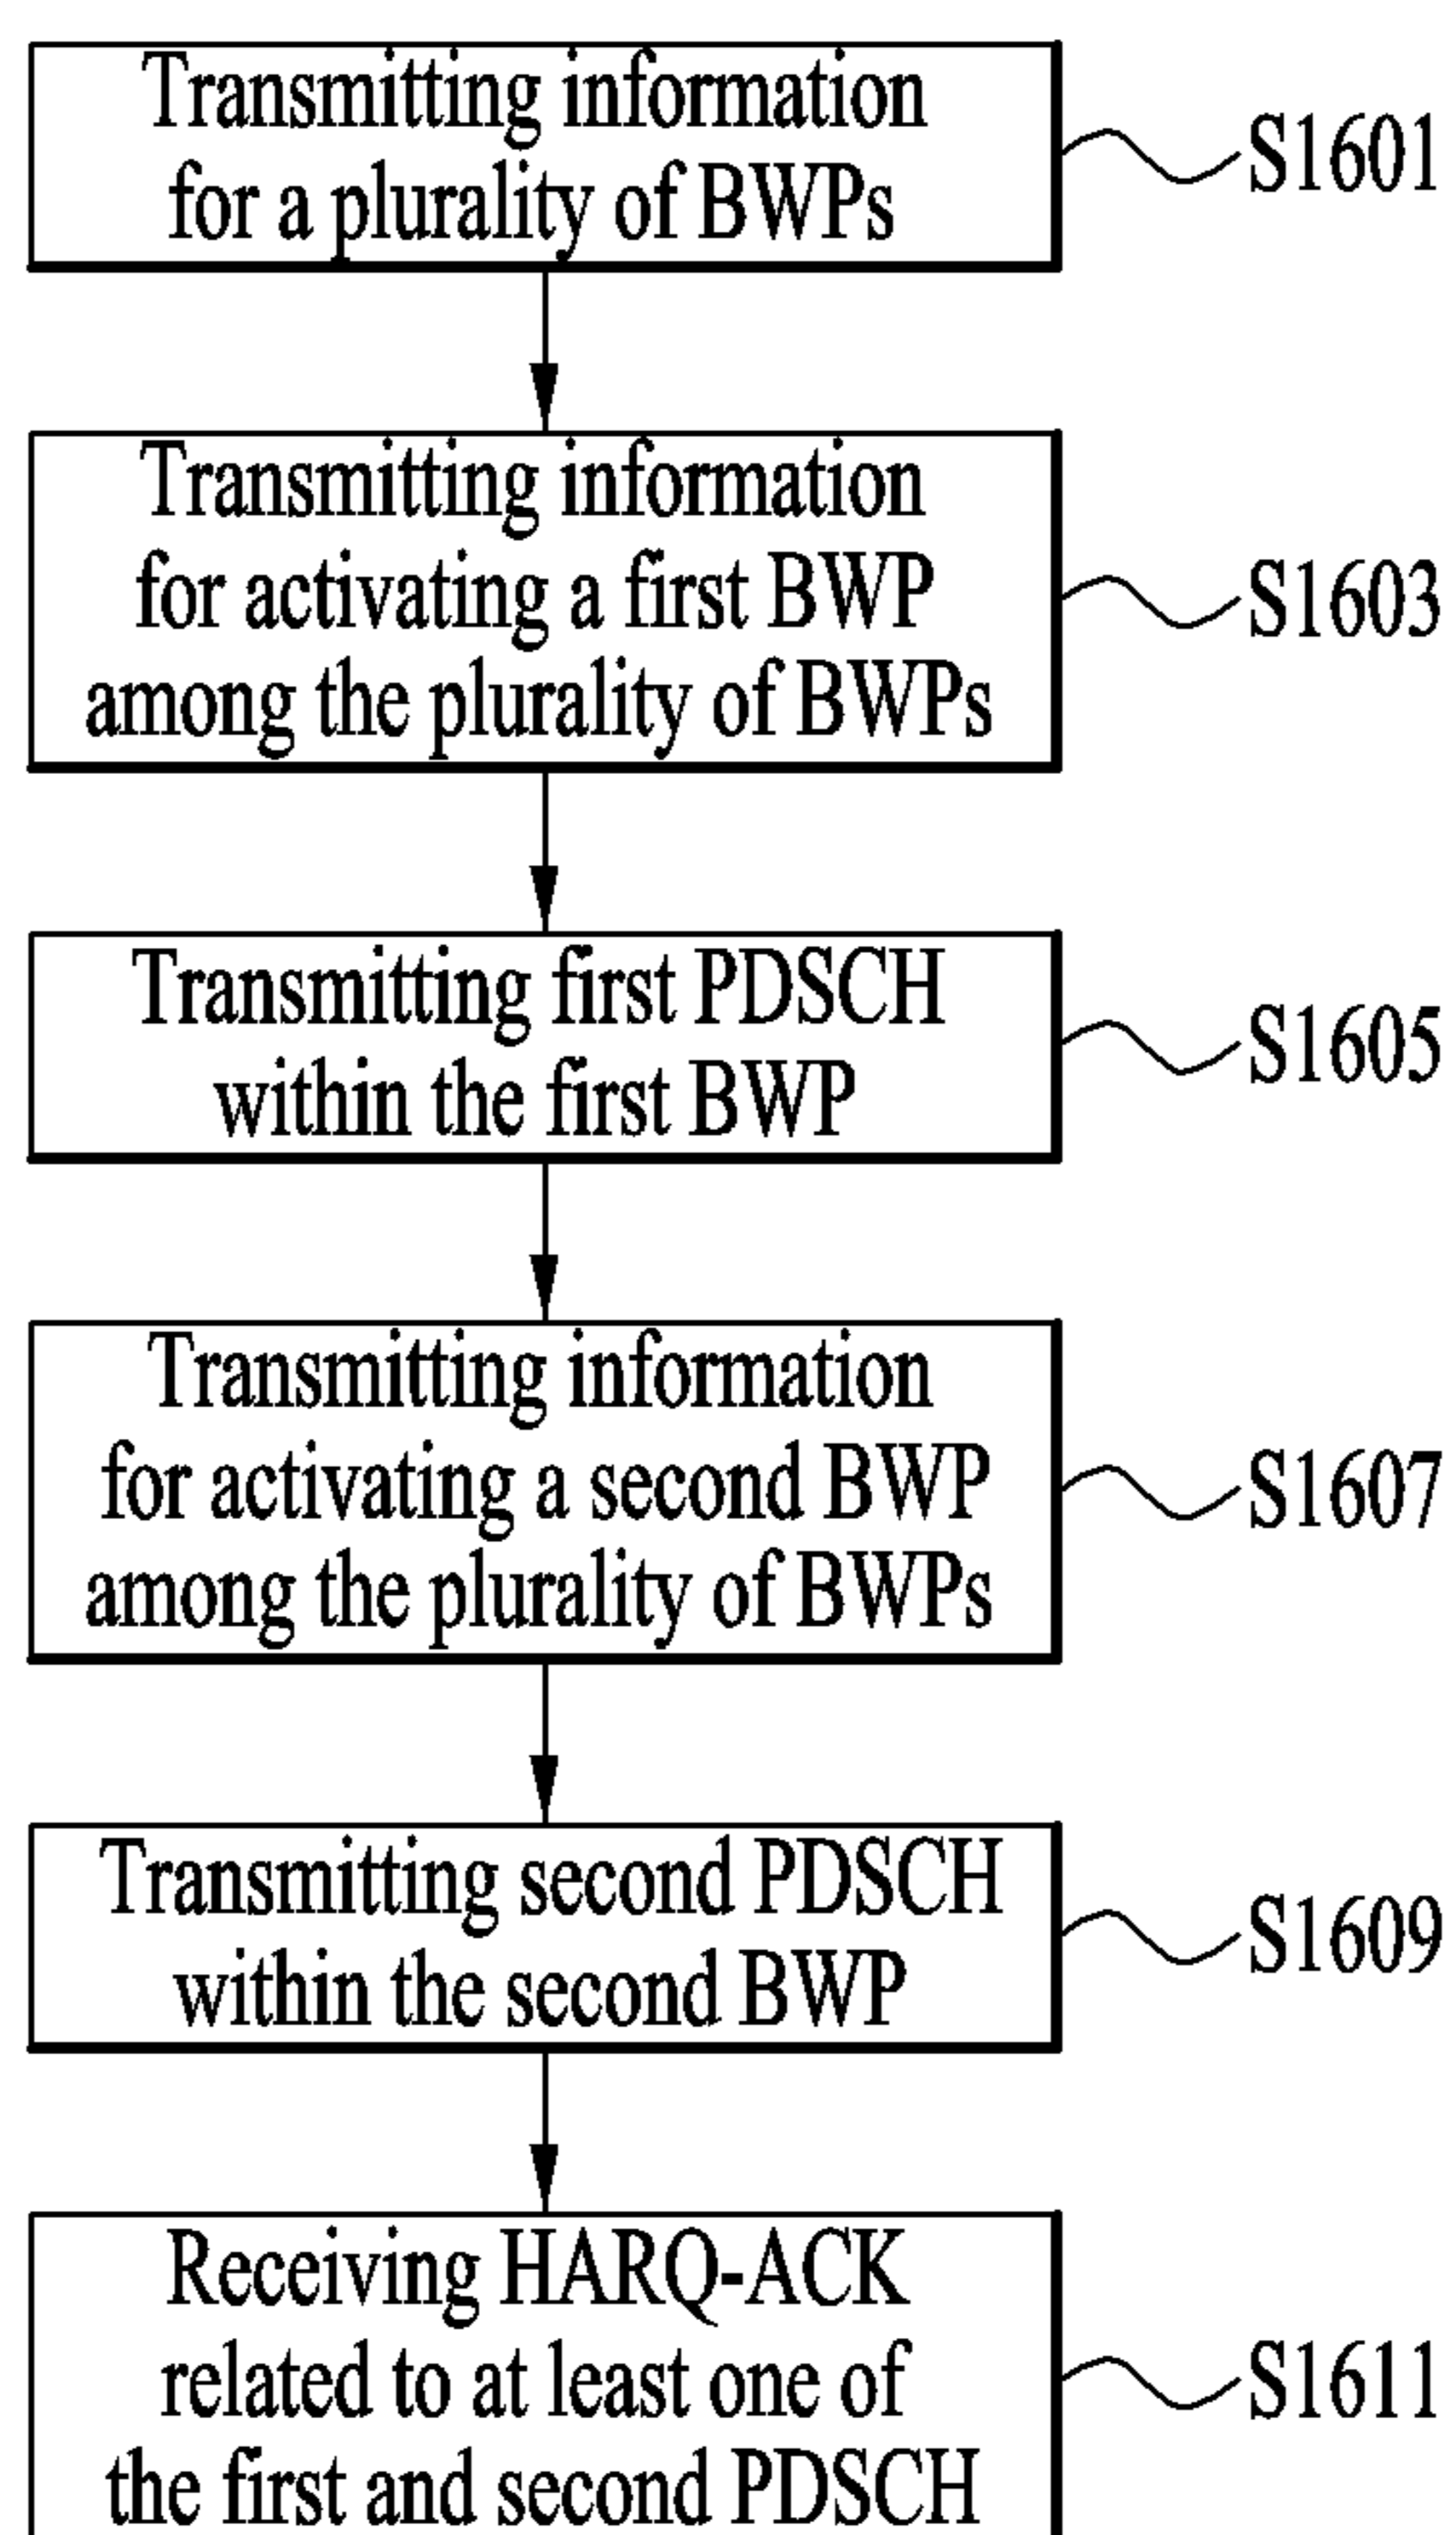 Transmitting information
for a plurality of BWPs
S1601
Transmitting information
for activating a first BWP
among the plurality of BWPs
S1603
Transmitting first PDSCH
within the first BWP
S1605
Transmitting information
for activating a second BWP
among the plurality of BWPs
S1607
Transmitting second PDSCH
within the second BWP
S1609
Receiving HARQ-ACK
related to at least one of
the first and second PDSCH
S1611